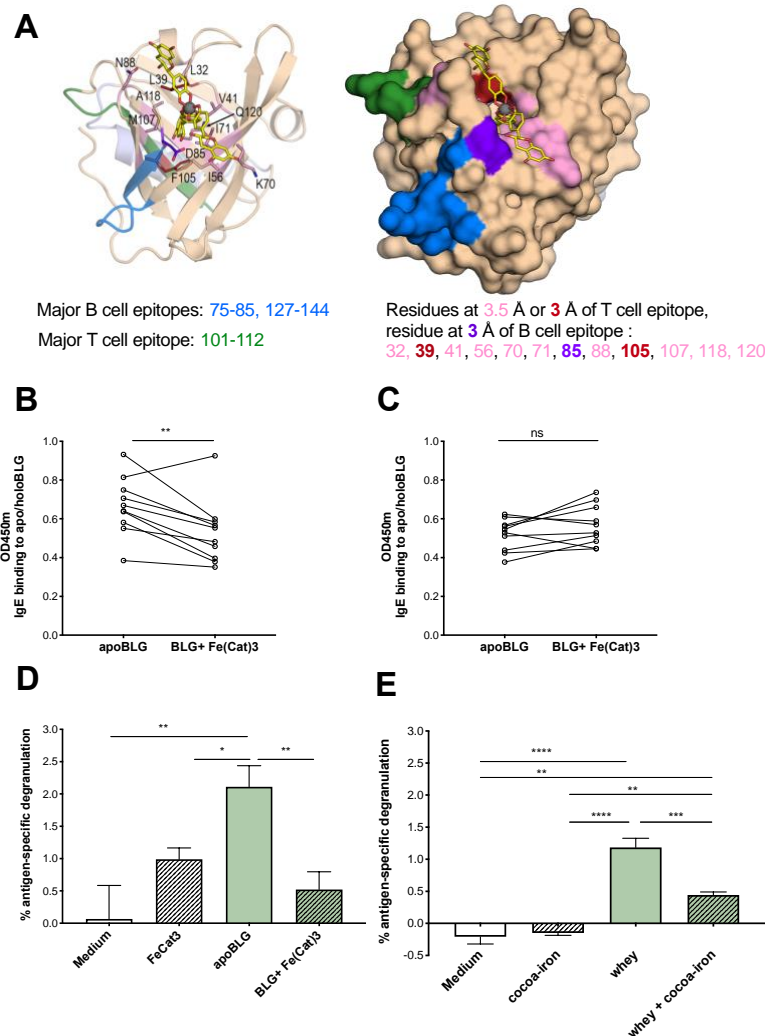 A
N88
L32
L39
A118
V41
Q120
M107
I71
D85
F105
I56
K70
Major B cell epitopes: 75-85, 127-144
Major T cell epitope: 101-112
Residues at 3.5 Å or 3 Å of T cell epitope,
residue at 3 Å of B cell epitope :
32, 39, 41, 56, 70, 71, 85, 88, 105, 107, 118, 120
B
OD450m
IgE binding to apo/holoBLG
1.0
0.8
0.6
0.4
0.2
0.0
**
apoBLG
BLG+ Fe(Cat)3
C
OD450m
IgE binding to apo/holoBLG
1.0
0.8
0.6
0.4
0.2
0.0
ns
apoBLG
BLG+ Fe(Cat)3
D
% antigen-specific degranulation
3.0
2.5
2.0
1.5
1.0
0.5
0.0
**
*
**
Medium
FeCat3
apoBLG
BLG+ Fe(Cat)3
E
% antigen-specific degranulation
3.0
2.5
2.0
1.5
1.0
0.5
0.0
-0.5
****
**
**
****
***
Medium
cocoa-iron
whey
whey + cocoa-iron